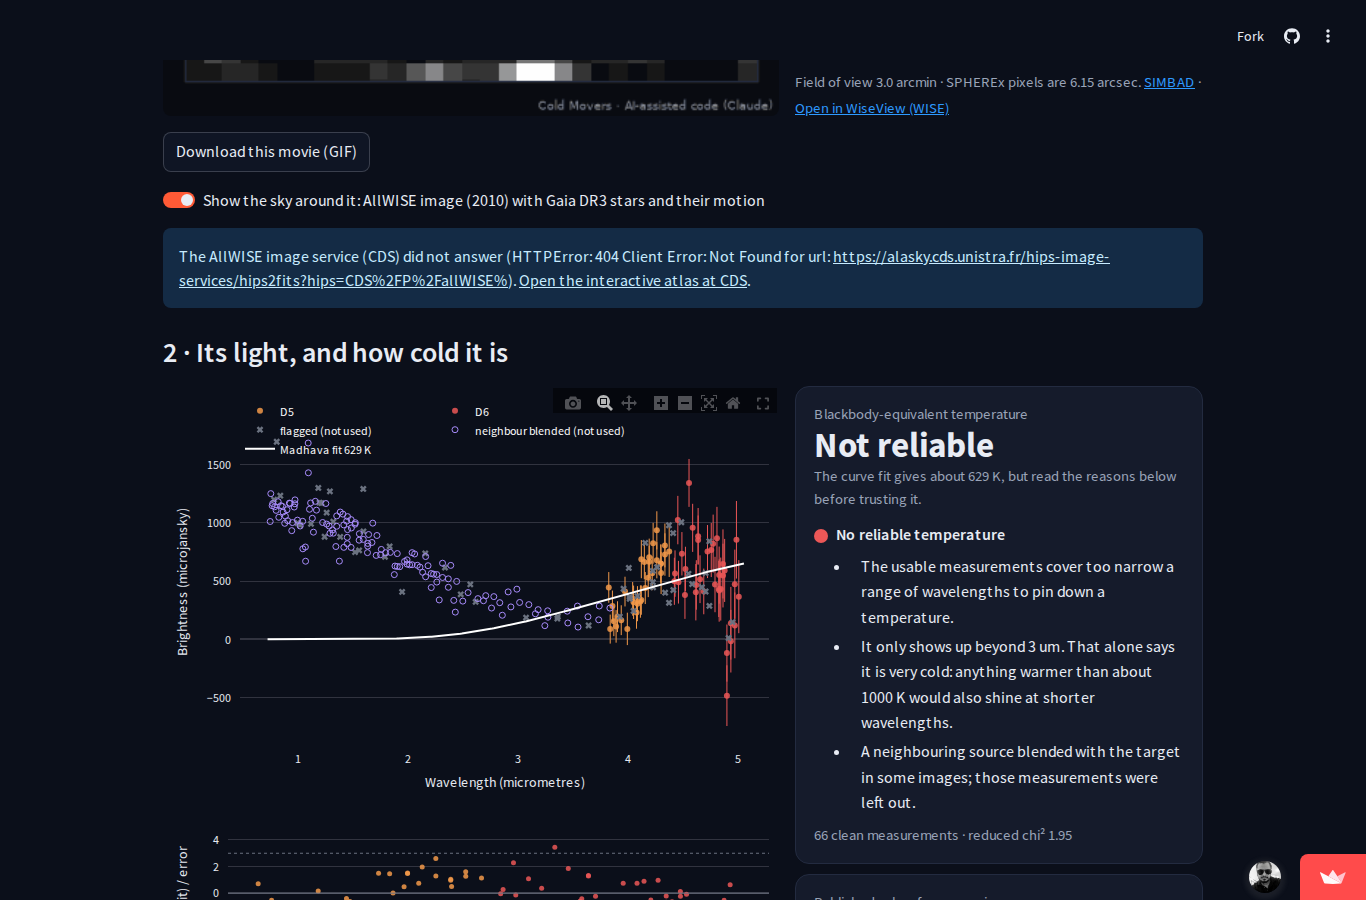 Fork
Cold Movers · AI-assisted code (Claude)
Field of view 3.0 arcmin · SPHEREx pixels are 6.15 arcsec. SIMBAD ·
Open in WiseView (WISE)
Download this movie (GIF)
Show the sky around it: AllWISE image (2010) with Gaia DR3 stars and their motion
The AllWISE image service (CDS) did not answer (HTTPError: 404 Client Error: Not Found for url: https://alasky.cds.unistra.fr/hips-image-
services/hips2fits?hips=CDS%2FP%2FallWISE%). Open the interactive atlas at CDS.
2 · Its light, and how cold it is
D5
D6
flagged (not used)
neighbour blended (not used)
Madhava fit 629 K
1500
1000
500
0
−500
Brightness (microjansky)
1
2
3
4
5
Wavelength (micrometres)
4
2
0
it) / error
Blackbody-equivalent temperature
Not reliable
The curve fit gives about 629 K, but read the reasons below
before trusting it.
No reliable temperature
The usable measurements cover too narrow a
range of wavelengths to pin down a
temperature.
It only shows up beyond 3 um. That alone says
it is very cold: anything warmer than about
1000 K would also shine at shorter
wavelengths.
A neighbouring source blended with the target
in some images; those measurements were
left out.
66 clean measurements · reduced chi² 1.95